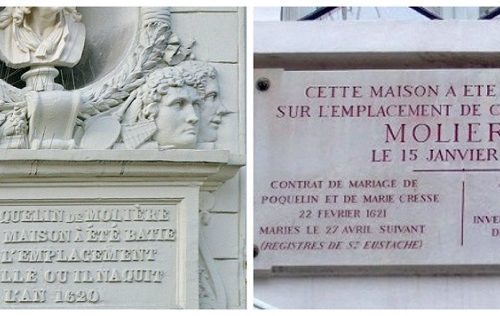 QUELIN DE MOLIÈRE
MAISON A ÉTÉ BATIE
L'EMPLACEMENT
LLE OU IL NAQUIT
L'AN 1620
CETTE MAISON A ETE
SUR L'EMPLACEMENT DE C
MOLIER
LE 15 JANVIER
CONTRAT DE MARIAGE DE
POQUELIN ET DE MARIE CRESSE
22 FEVRIER 1621
MARIES LE 27 AVRIL SUIVANT
(REGISTRES DE St EUSTACHE)
INVE
D